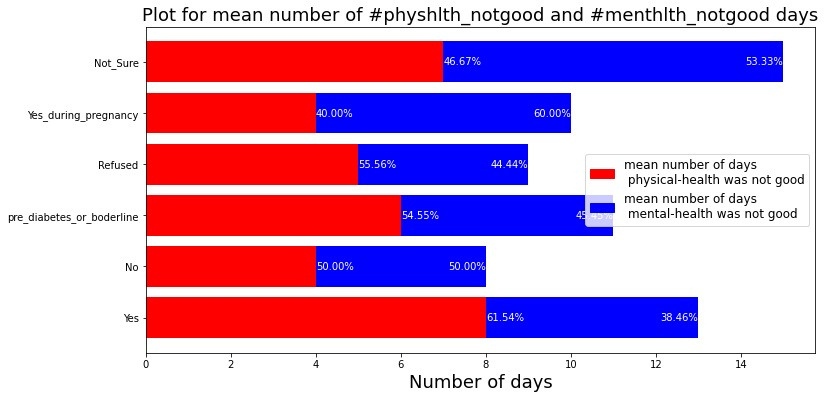 Plot for mean number of #physhlth_notgood and #menthlth_notgood days
Not_Sure
46.67%
53.33%
Yes_during_pregnancy
40.00%
60.00%
Refused
55.56%
44.44%
mean number of days
physical-health was not good
mean number of days
mental-health was not good
pre_diabetes_or_boderline
54.55%
45.45%
No
50.00%
50.00%
Yes
61.54%
38.46%
0 2 4 6 8 10 12 14
Number of days